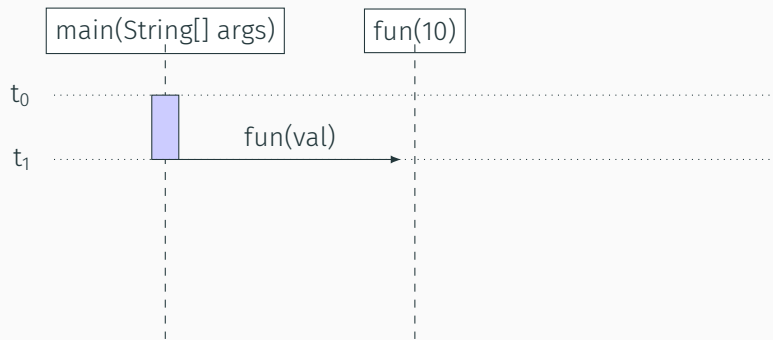 main(String[] args)
fun(10)
t₀
fun(val)
t₁